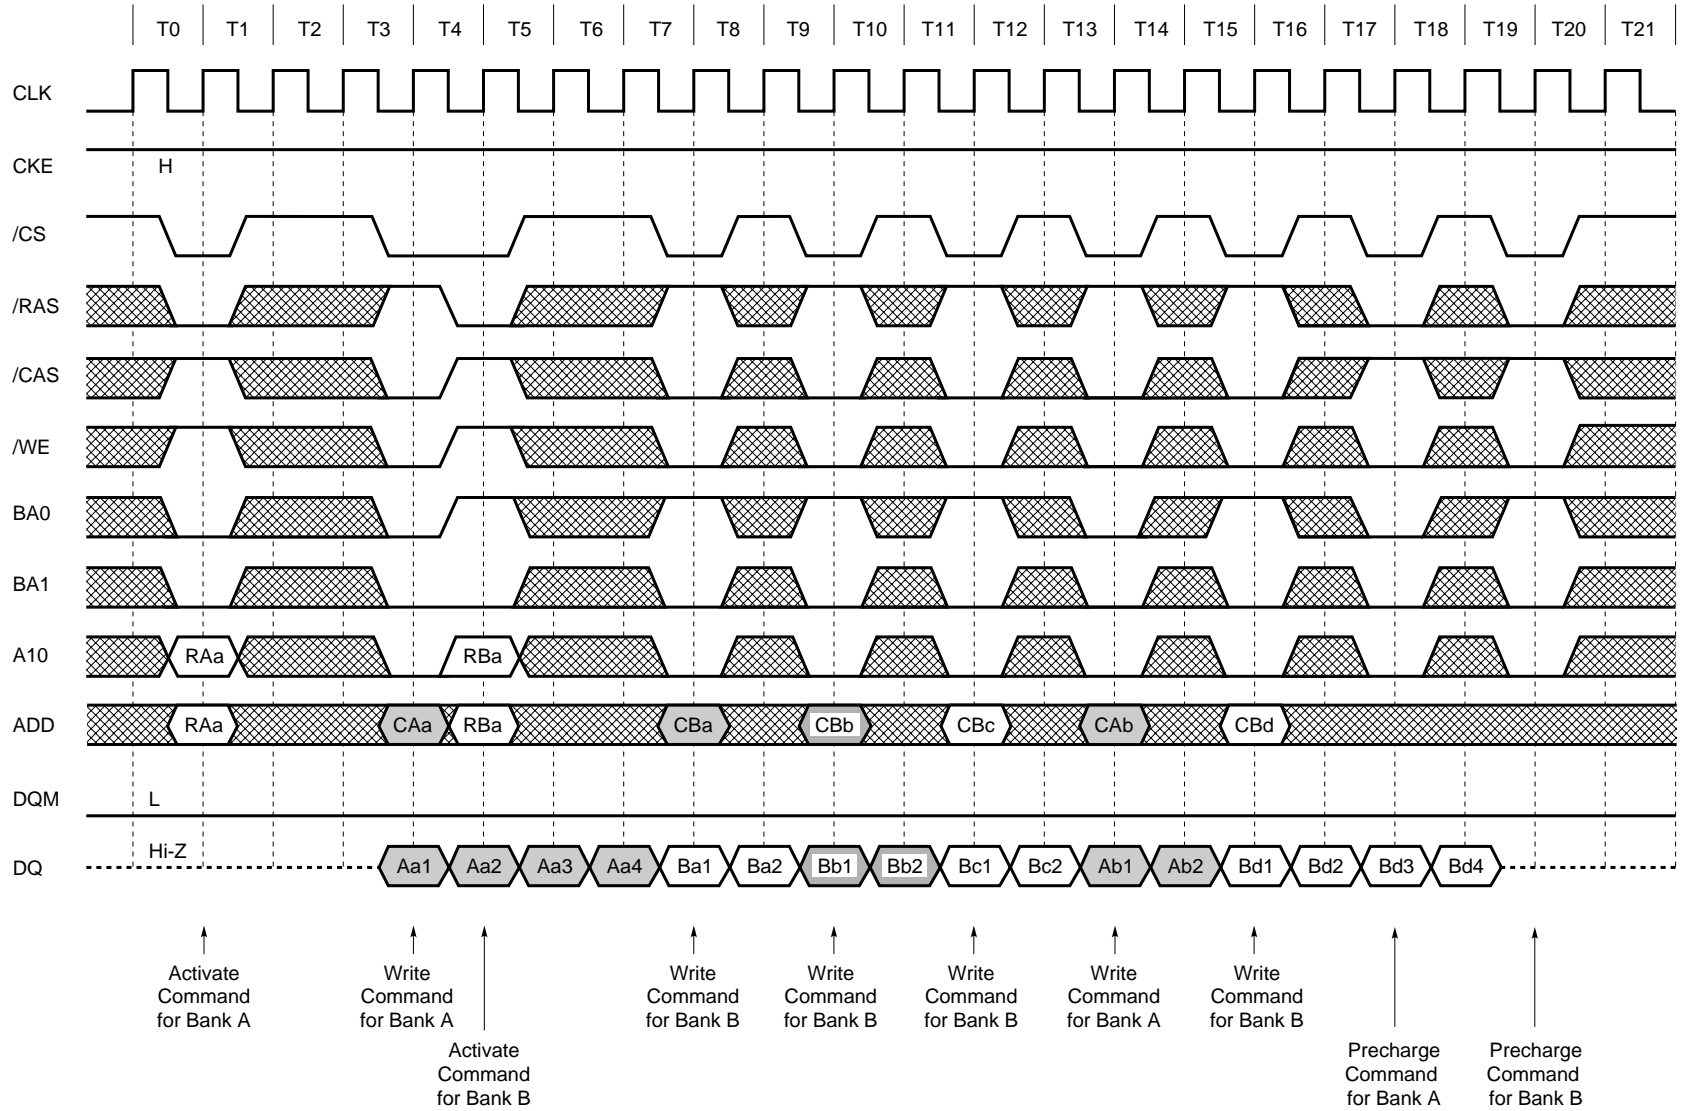 T0 T1 T2 T3 T4 T5 T6 T7 T8 T9 T10 T11 T12 T13 T14 T15 T16 T17 T18 T19 T20 T21
CLK
CKE H
/CS
/RAS
/CAS
/WE
BA0
BA1
A10 RAa RBa
ADD RAa CAa RBa CBa CBb CBc CAb CBd
DQM L
DQ Hi-Z Aa1 Aa2 Aa3 Aa4 Ba1 Ba2 Bb1 Bb2 Bc1 Bc2 Ab1 Ab2 Bd1 Bd2 Bd3 Bd4
Activate
Command
for Bank A
Write
Command
for Bank A
Activate
Command
for Bank B
Write
Command
for Bank B
Write
Command
for Bank B
Write
Command
for Bank B
Write
Command
for Bank A
Write
Command
for Bank B
Precharge
Command
for Bank A
Precharge
Command
for Bank B